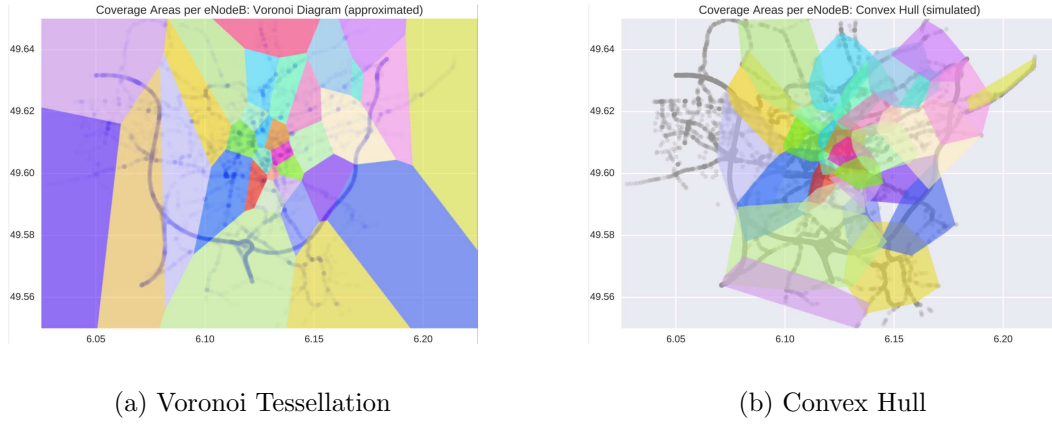 Coverage Areas per eNodeB: Voronoi Diagram (approximated)
49.64
49.62
49.60
49.58
49.56
6.05 6.10 6.15 6.20
(a) Voronoi Tessellation
Coverage Areas per eNodeB: Convex Hull (simulated)
49.64
49.62
49.60
49.58
49.56
6.05 6.10 6.15 6.20
(b) Convex Hull